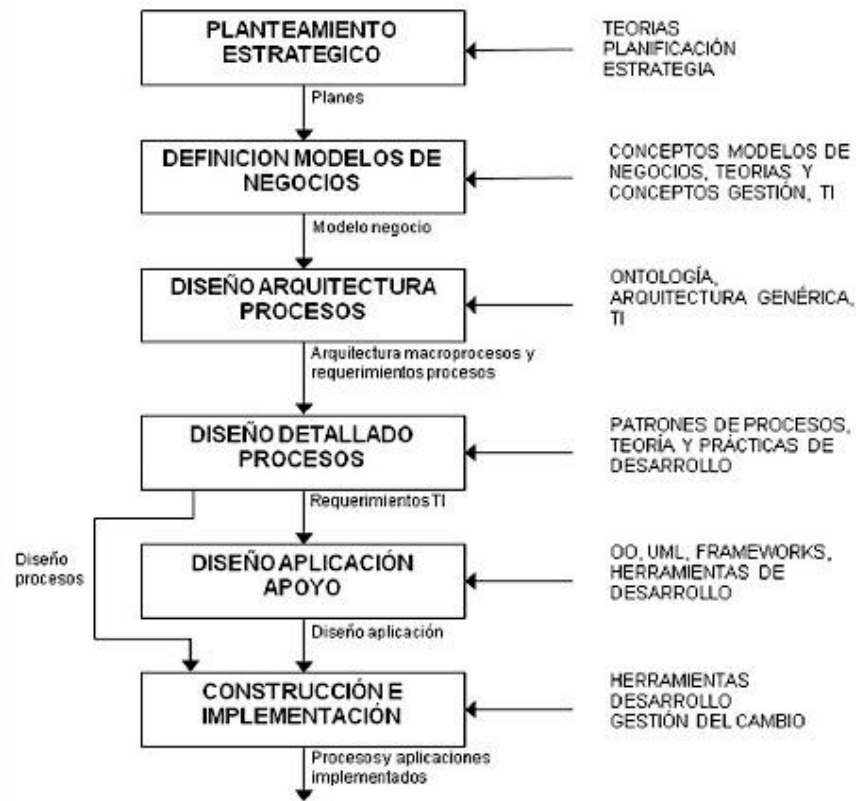 PLANTEAMIENTO
ESTRATEGICO
TEORIAS
PLANIFICACIÓN
ESTRATEGIA
Planes
DEFINICION MODELOS DE
NEGOCIOS
CONCEPTOS MODELOS DE
NEGOCIOS, TEORIAS Y
CONCEPTOS GESTIÓN, TI
Modelo negocio
DISEÑO ARQUITECTURA
PROCESOS
ONTOLOGÍA,
ARQUITECTURA GENÉRICA,
TI
Arquitectura macroprocesos y
requerimientos procesos
DISEÑO DETALLADO
PROCESOS
PATRONES DE PROCESOS,
TEORÍA Y PRÁCTICAS DE
DESARROLLO
Requerimientos TI
Diseño
procesos
DISEÑO APLICACIÓN
APOYO
OO, UML, FRAMEWORKS,
HERRAMIENTAS DE
DESARROLLO
Diseño aplicación
CONSTRUCCIÓN E
IMPLEMENTACIÓN
HERRAMIENTAS
DESARROLLO
GESTIÓN DEL CAMBIO
Procesos y aplicaciones
implementados